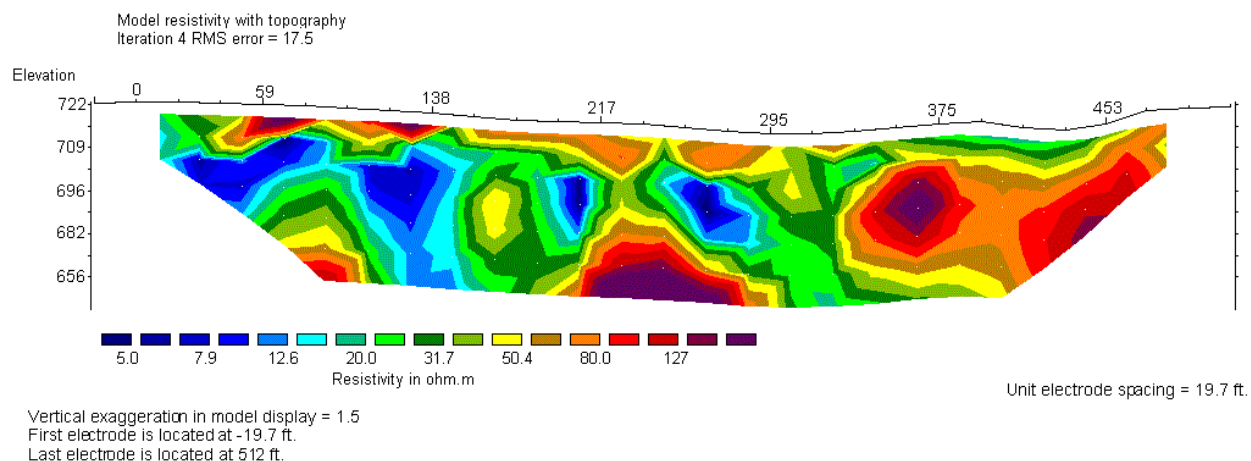 Model resistivity with topography
Iteration 4 RMS error = 17.5
Elevation
0 59 138 217 295 375 453
722
709
696
682
656
5.0 7.9 12.6 20.0 31.7 50.4 80.0 127
Resistivity in ohm.m
Unit electrode spacing = 19.7 ft.
Vertical exaggeration in model display = 1.5
First electrode is located at -19.7 ft.
Last electrode is located at 512 ft.